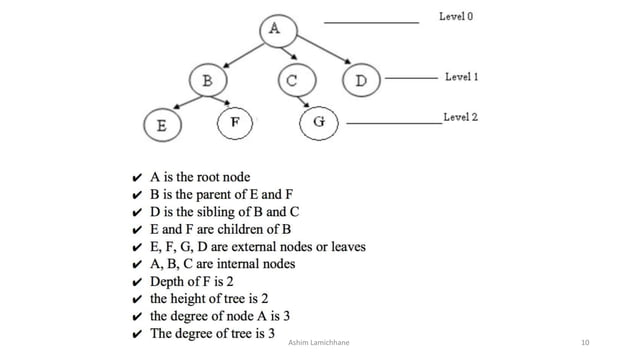 A
Level 0
B
C
D
Level 1
E
F
G
Level 2
✔ A is the root node
✔ B is the parent of E and F
✔ D is the sibling of B and C
✔ E and F are children of B
✔ E, F, G, D are external nodes or leaves
✔ A, B, C are internal nodes
✔ Depth of F is 2
✔ the height of tree is 2
✔ the degree of node A is 3
✔ The degree of tree is 3
Ashim Lamichhane
10